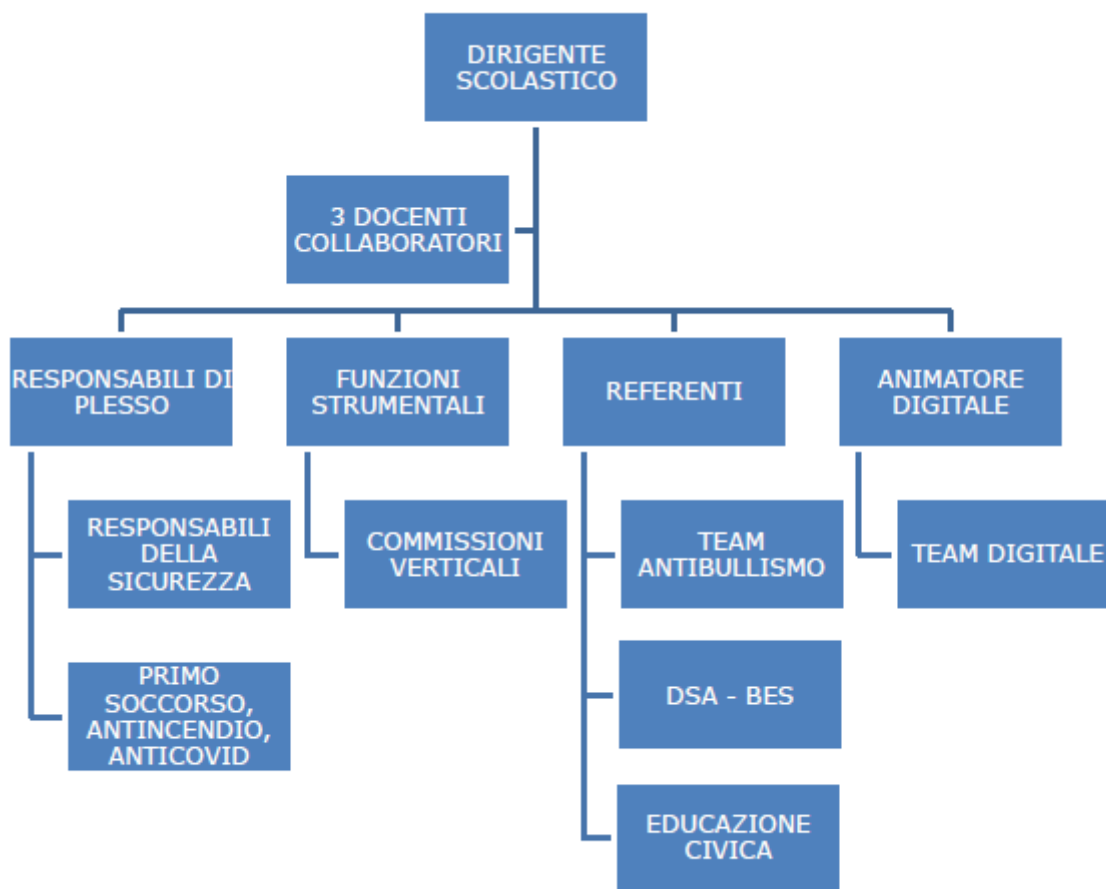 DIRIGENTE
SCOLASTICO
3 DOCENTI
COLLABORATORI
RESPONSABILI DI
PLESSO
FUNZIONI
STRUMENTALI
REFERENTI
ANIMATORE
DIGITALE
RESPONSABILI
DELLA
SICUREZZA
COMMISSIONI
VERTICALI
TEAM
ANTIBULLISMO
TEAM DIGITALE
PRIMO
SOCCORSO,
ANTINCENDIO,
ANTICOVID
DSA - BES
EDUCAZIONE
CIVICA